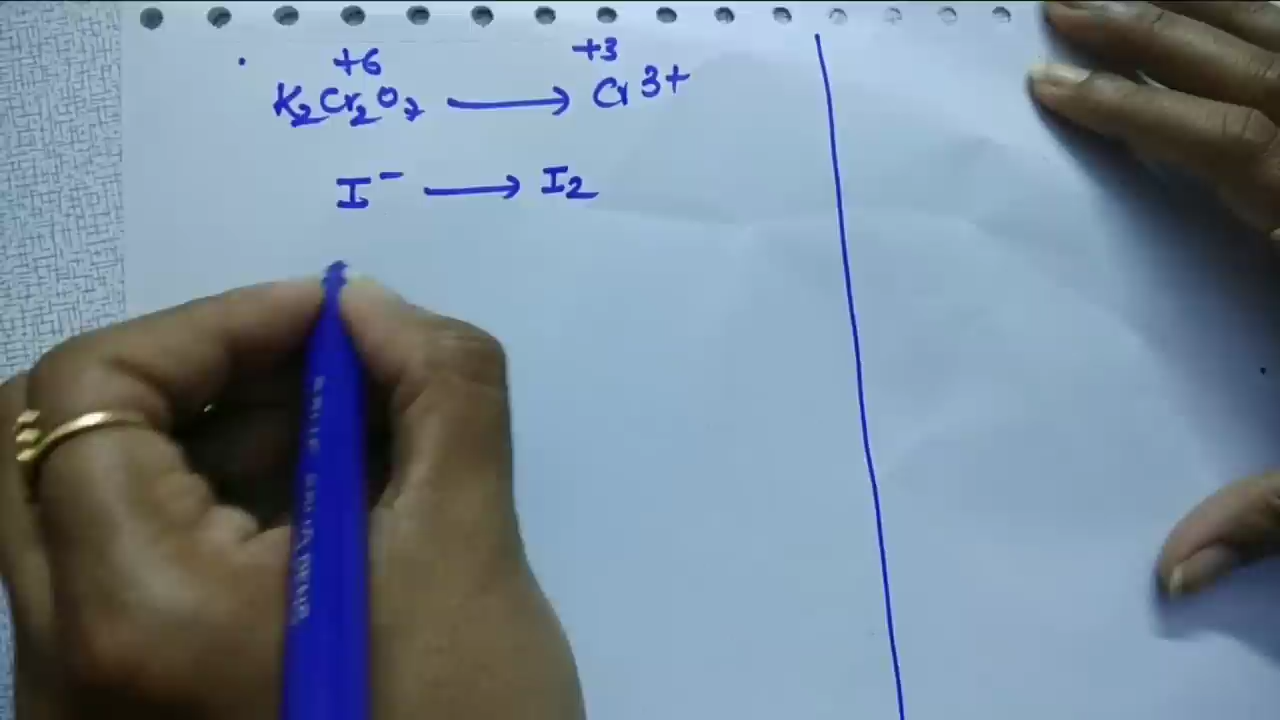 +6 +3
K₂Cr₂O₇ ⟶ Cr3+
I⁻ ⟶ I₂